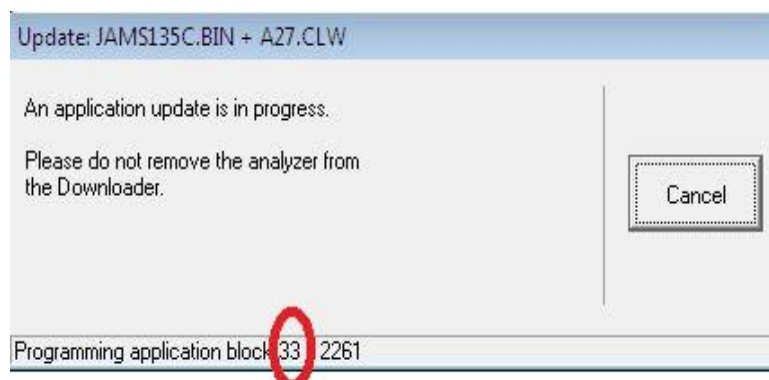 Update: JAMS135C.BIN + A27.CLW
An application update is in progress.
Please do not remove the analyzer from
the Downloader.
Cancel
Programming application block 33 2261